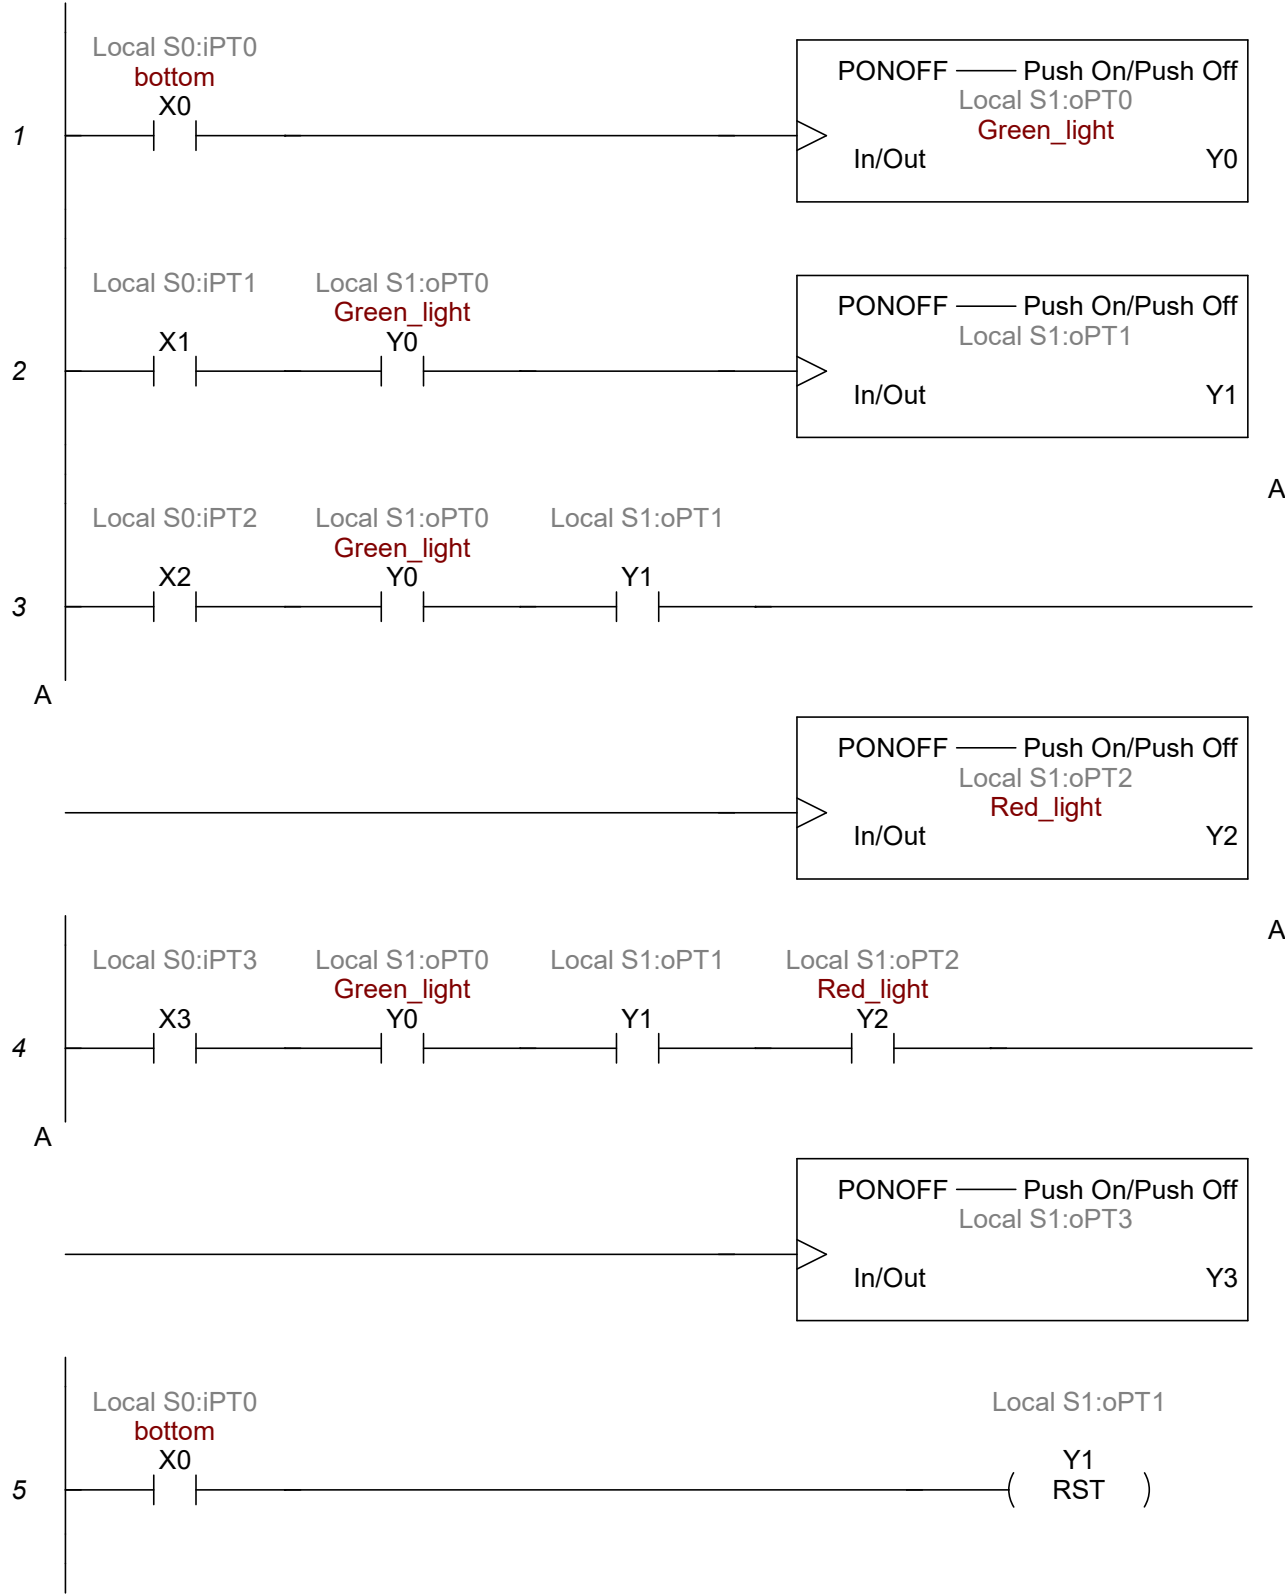 Local S0:iPT0
bottom
X0
1
PONOFF Push On/Push Off
Local S1:oPT0
Green_light
In/Out Y0
Local S0:iPT1 Local S1:oPT0
Green_light
X1 Y0
2
PONOFF Push On/Push Off
Local S1:oPT1
In/Out Y1
A
Local S0:iPT2 Local S1:oPT0 Local S1:oPT1
Green_light
X2 Y0 Y1
3
A
PONOFF Push On/Push Off
Local S1:oPT2
Red_light
In/Out Y2
A
Local S0:iPT3 Local S1:oPT0 Local S1:oPT1 Local S1:oPT2
Green_light Red_light
X3 Y0 Y1 Y2
4
A
PONOFF Push On/Push Off
Local S1:oPT3
In/Out Y3
Local S0:iPT0 Local S1:oPT1
bottom
X0 Y1
5 ( RST )